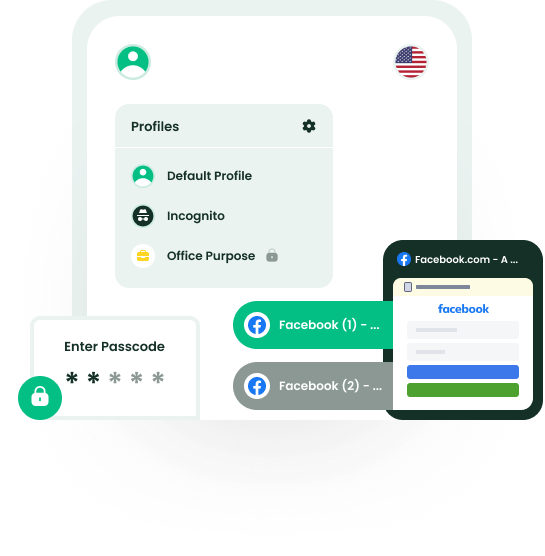 Profiles
Default Profile
Incognito
Office Purpose
Facebook.com - A ...
facebook
Facebook (1) - ...
Enter Passcode
* * * * *
Facebook (2) - ...